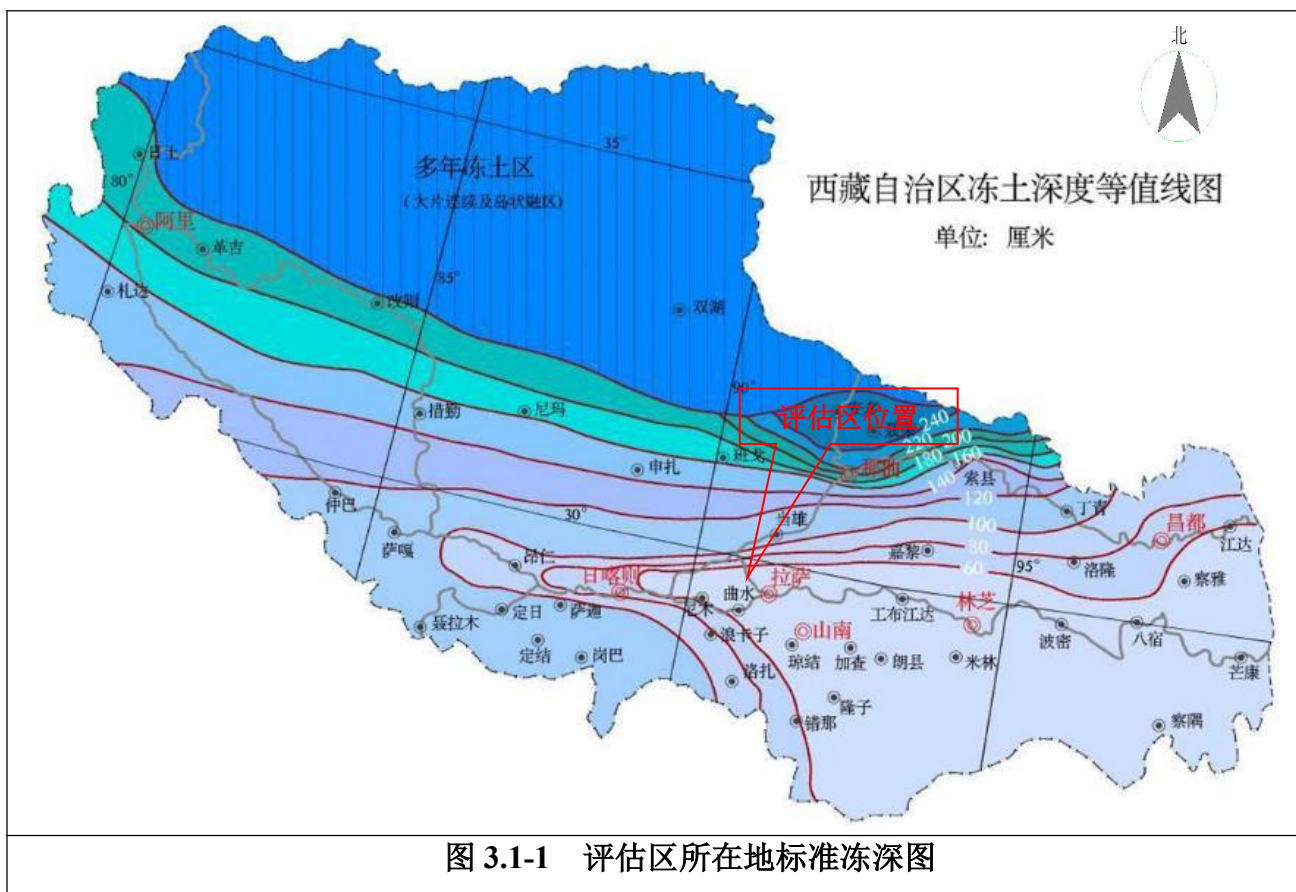 北
西藏自治区冻土深度等值线图
单位: 厘米
多年冻土区
(大片连续及岛状融区)
35°
日土
80°
阿里
革吉
札达
85°
改则
双湖
90°
评估区位置
240
220
200
180
160
140
120
100
80
60
措勤
尼玛
班戈
申扎
那曲
索县
丁青
昌都
江达
仲巴
30°
当雄
萨嘎
昂仁
嘉黎
95°
洛隆
察雅
日喀则
曲水
拉萨
尼木
工布江达
林芝
聂拉木
定日
萨迦
浪卡子
山南
波密
八宿
定结
岗巴
琼结
加查
朗县
米林
芒康
洛扎
隆子
错那
察隅
图 3.1-1 评估区所在地标准冻深图